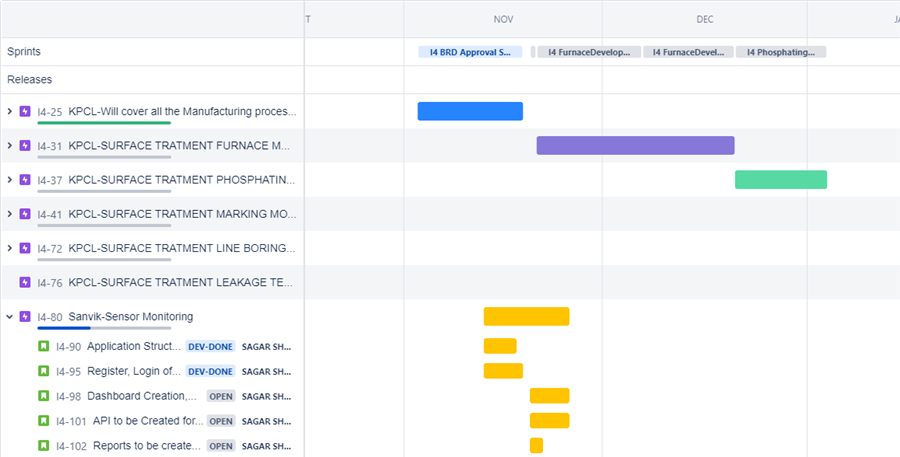 T NOV DEC JA
Sprints I4 BRD Approval S... I4 FurnaceDevelop... I4 FurnaceDevel... I4 Phosphating...
Releases
I4-25 KPCL-Will cover all the Manufacturing proces...
I4-31 KPCL-SURFACE TRATMENT FURNACE M...
I4-37 KPCL-SURFACE TRATMENT PHOSPHATIN...
I4-41 KPCL-SURFACE TRATMENT MARKING MO...
I4-72 KPCL-SURFACE TRATMENT LINE BORING...
I4-76 KPCL-SURFACE TRATMENT LEAKAGE TE...
I4-80 Sanvik-Sensor Monitoring
I4-90 Application Struct... DEV-DONE SAGAR SH...
I4-95 Register, Login of... DEV-DONE SAGAR SH...
I4-98 Dashboard Creation,... OPEN SAGAR SH...
I4-101 API to be Created for... OPEN SAGAR SH...
I4-102 Reports to be create... OPEN SAGAR SH...